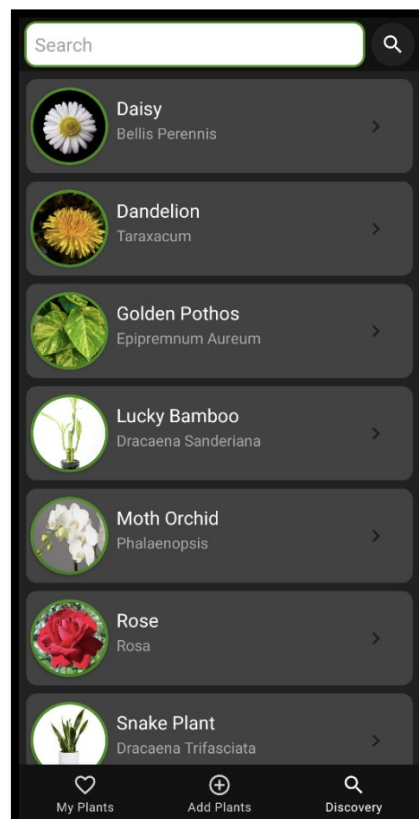 Search
Daisy
Bellis Perennis
Dandelion
Taraxacum
Golden Pothos
Epipremnum Aureum
Lucky Bamboo
Dracaena Sanderiana
Moth Orchid
Phalaenopsis
Rose
Rosa
Snake Plant
Dracaena Trifasciata
My Plants Add Plants Discovery